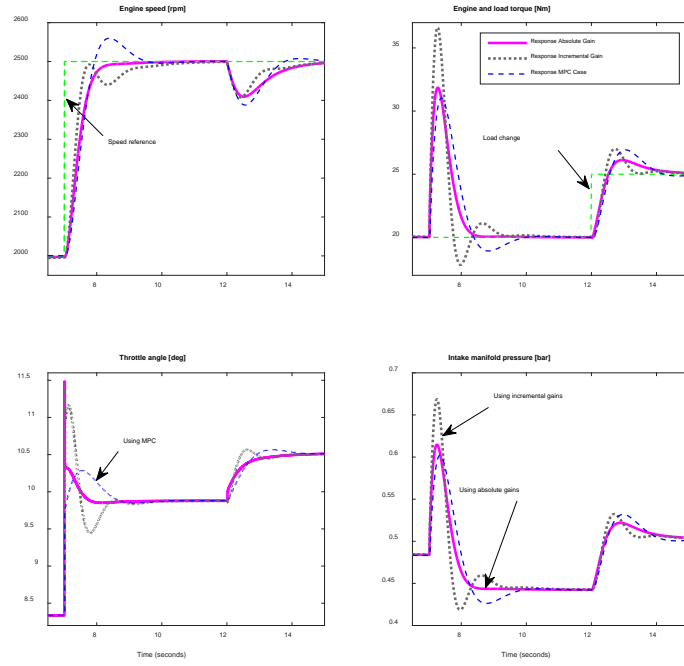 Engine speed [rpm]
2600
2500
2400
2300
2200
2100
2000
8
10
12
14
Speed reference
Engine and load torque [Nm]
35
30
25
20
8
10
12
14
Response Absolute Gain
Response Incremental Gain
Response MPC Case
Load change
Throttle angle [deg]
11.5
11
10.5
10
9.5
9
8.5
8
10
12
14
Using MPC
Time (seconds)
Intake manifold pressure [bar]
0.7
0.65
0.6
0.55
0.5
0.45
0.4
8
10
12
14
Using incremental gains
Using absolute gains
Time (seconds)